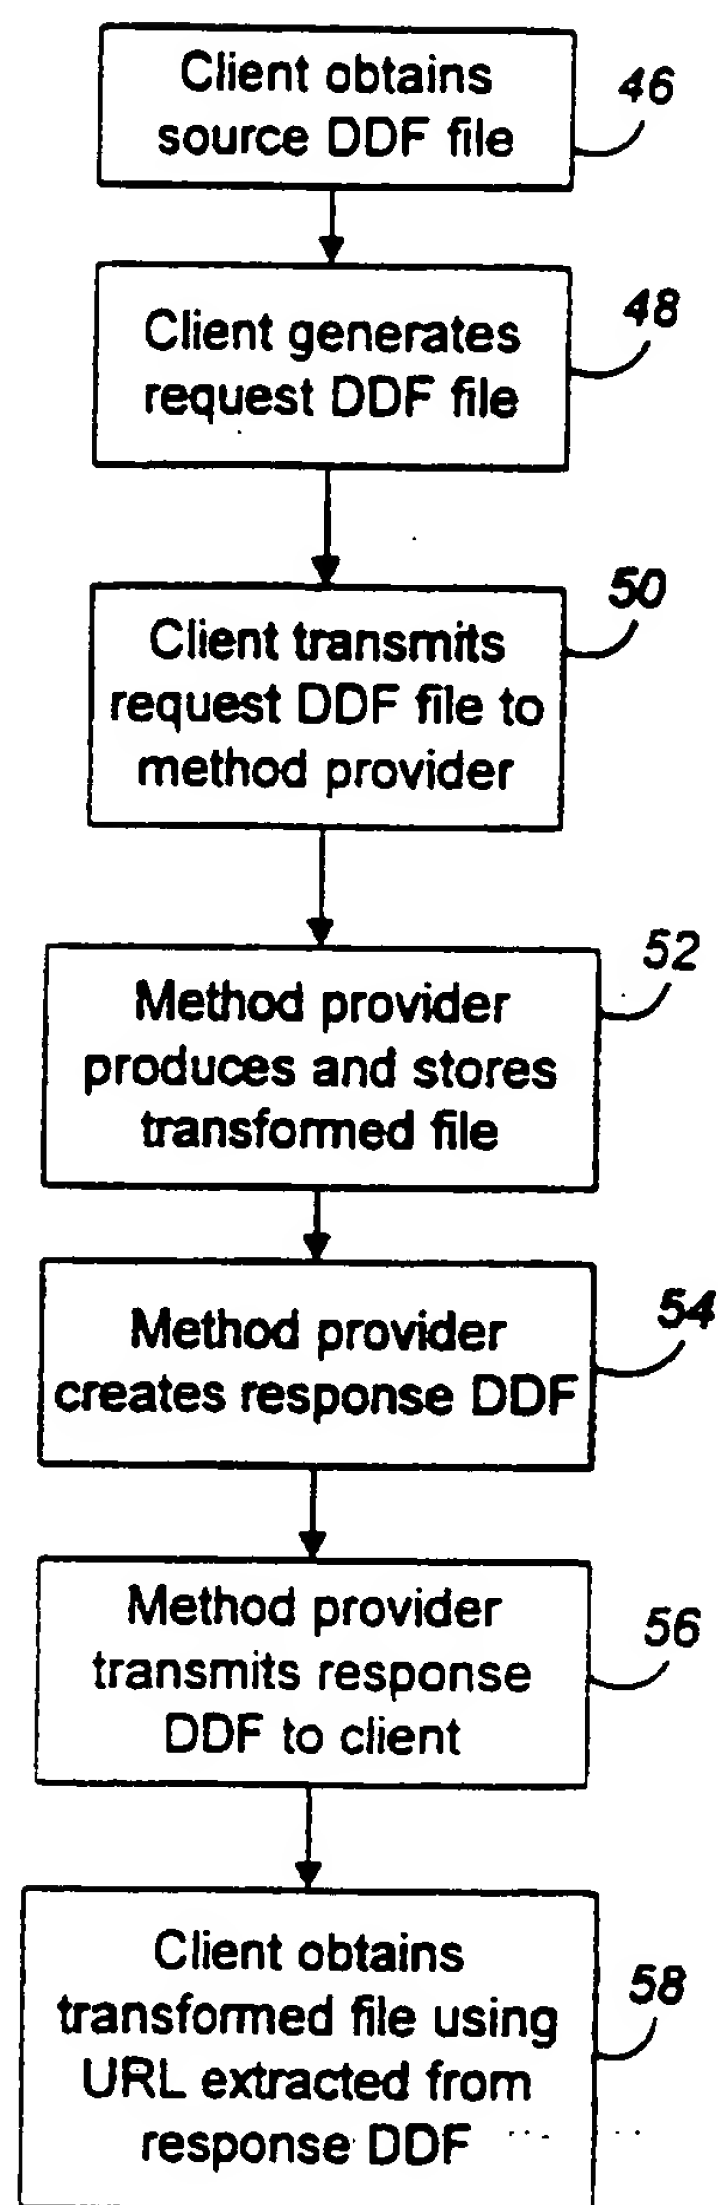 Client obtains
source DDF file
46
Client generates
request DDF file
48
Client transmits
request DDF file to
method provider
50
Method provider
produces and stores
transformed file
52
Method provider
creates response DDF
54
Method provider
transmits response
DDF to client
56
Client obtains
transformed file using
URL extracted from
response DDF
58